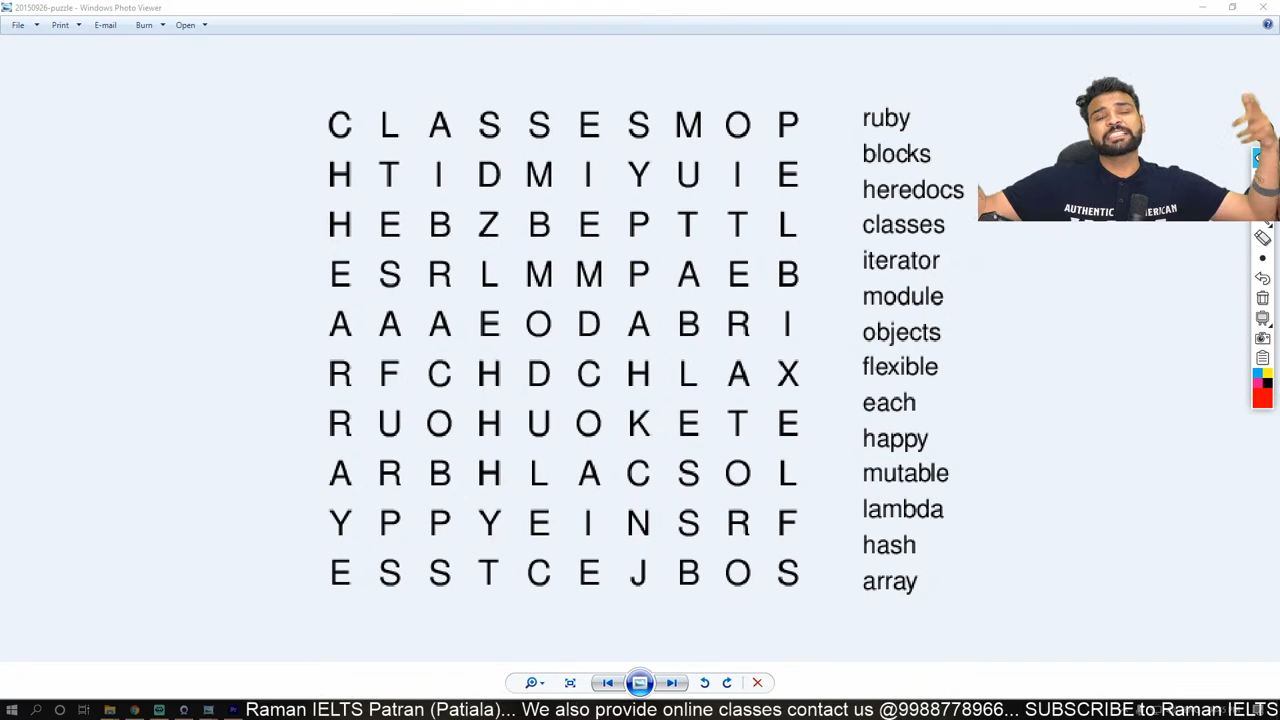 20150926-puzzle - Windows Photo Viewer
File Print E-mail Burn Open
C L A S S E S M O P
H T I D M I Y U I E
H E B Z B E P T T L
E S R L M M P A E B
A A A E O D A B R I
R F C H D C H L A X
R U O H U O K E T E
A R B H L A C S O L
Y P P Y E I N S R F
E S S T C E J B O S
ruby
blocks
heredocs
classes
iterator
module
objects
flexible
each
happy
mutable
lambda
hash
array
AUTHENTIC
Raman IELTS Patran (Patiala)... We also provide online classes contact us @9988778966... SUBSCRIBE to Raman IELTS